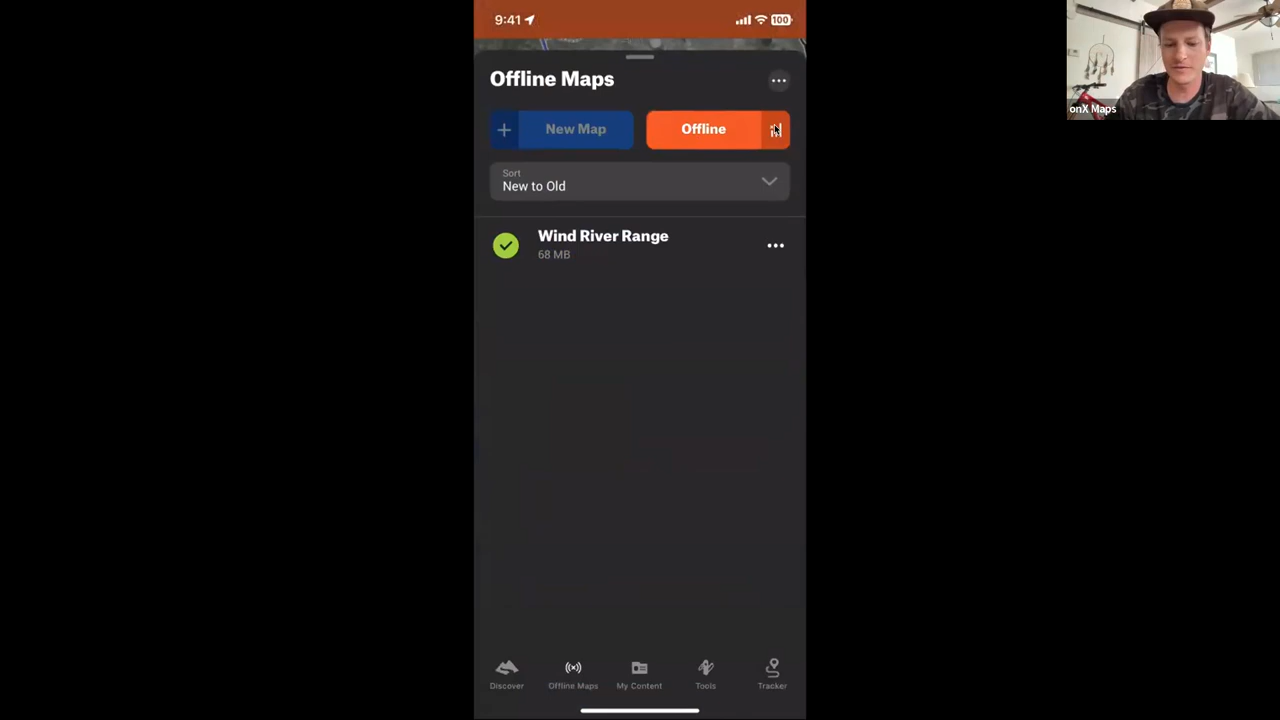 9:41
100
Offline Maps
New Map
Offline
Sort
New to Old
Wind River Range
68 MB
Discover
Offline Maps
My Content
Tools
Tracker
onX Maps